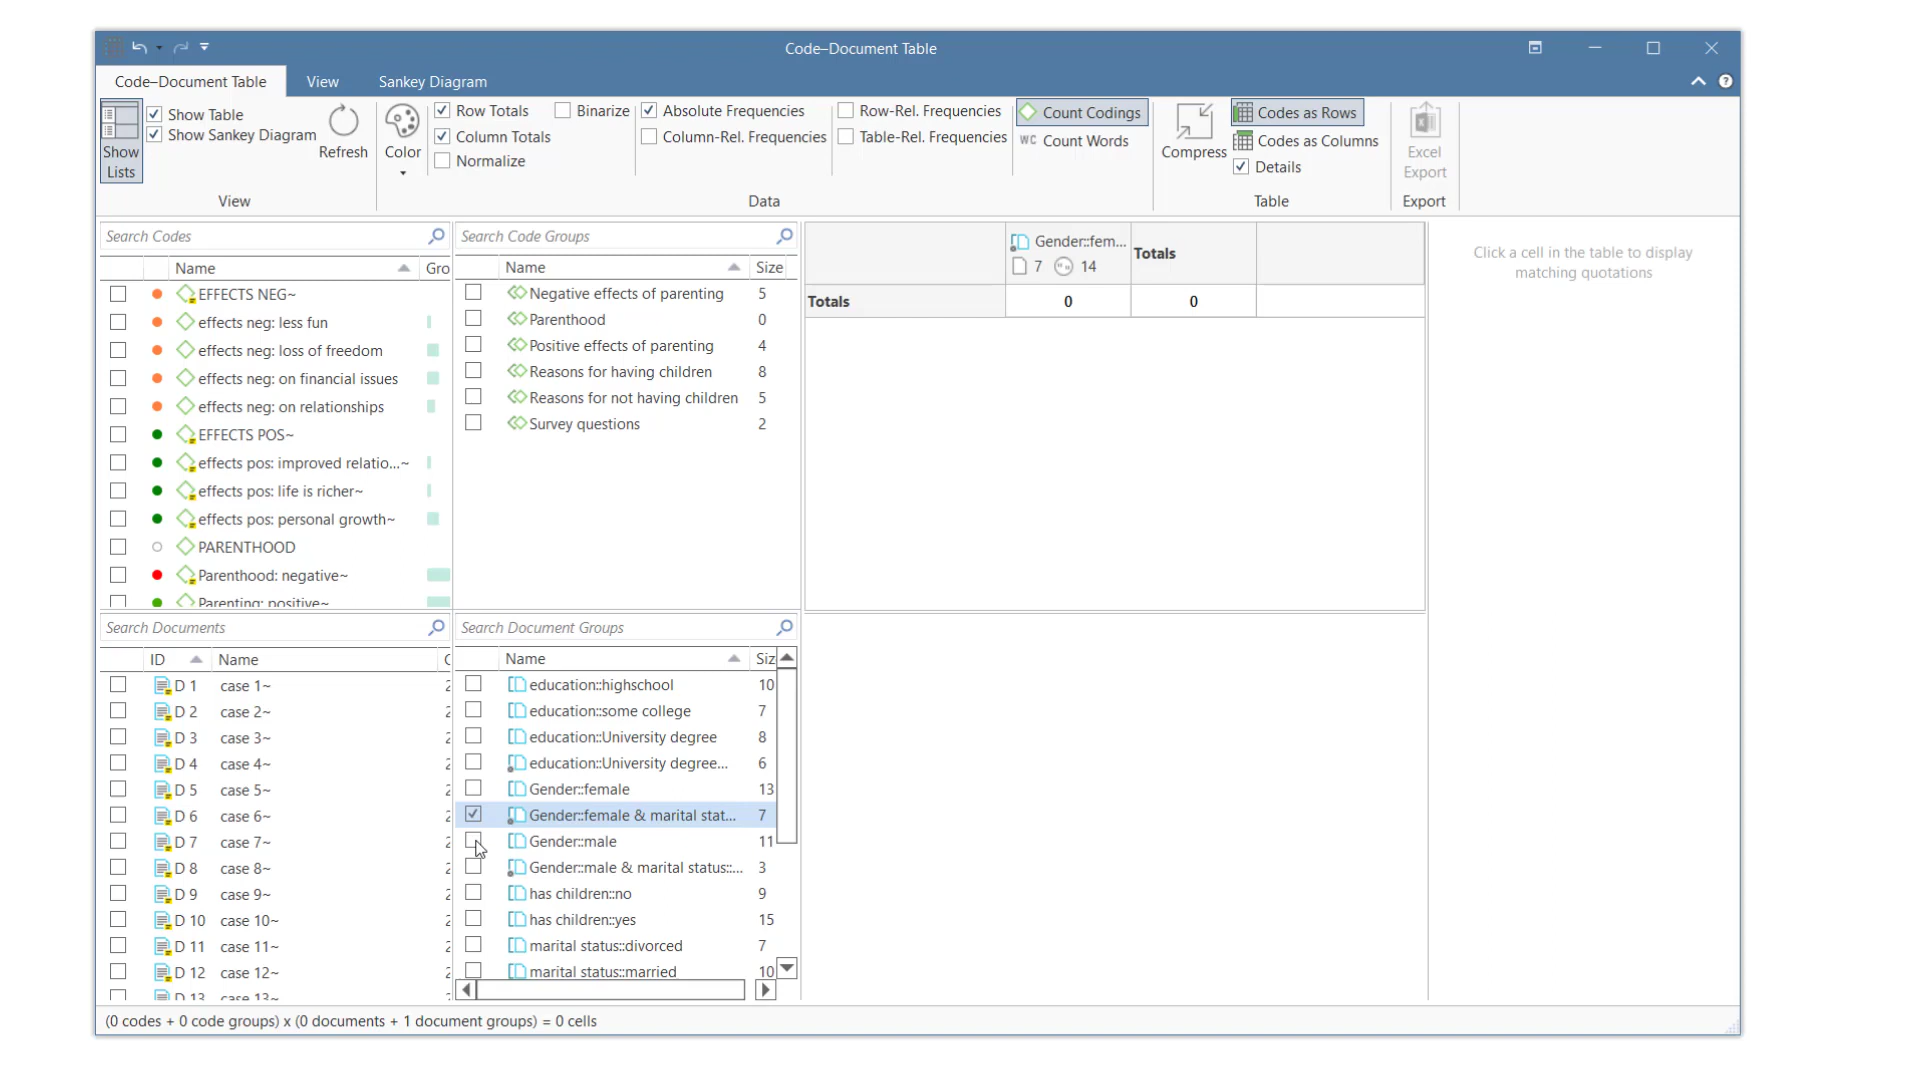 Code–Document Table
Code–Document Table
View
Sankey Diagram
Show Lists
Show Table
Show Sankey Diagram
Refresh
View
Color
Row Totals
Column Totals
Normalize
Binarize
Absolute Frequencies
Column-Rel. Frequencies
Row-Rel. Frequencies
Table-Rel. Frequencies
Data
Count Codings
WC Count Words
Compress
Codes as Rows
Codes as Columns
Details
Table
Excel Export
Export
Search Codes
Name Gro
EFFECTS NEG~
effects neg: less fun
effects neg: loss of freedom
effects neg: on financial issues
effects neg: on relationships
EFFECTS POS~
effects pos: improved relatio...~
effects pos: life is richer~
effects pos: personal growth~
PARENTHOOD
Parenthood: negative~
Parenting: positive~
Search Code Groups
Name Size
Negative effects of parenting 5
Parenthood 0
Positive effects of parenting 4
Reasons for having children 8
Reasons for not having children 5
Survey questions 2
Gender::fem... Totals
7 14
Totals 0 0
Click a cell in the table to display
matching quotations
Search Documents
ID Name
D 1 case 1~
D 2 case 2~
D 3 case 3~
D 4 case 4~
D 5 case 5~
D 6 case 6~
D 7 case 7~
D 8 case 8~
D 9 case 9~
D 10 case 10~
D 11 case 11~
D 12 case 12~
D 13 case 13~
Search Document Groups
Name Siz
education::highschool 10
education::some college 7
education::University degree 8
education::University degree... 6
Gender::female 13
Gender::female & marital stat... 7
Gender::male 11
Gender::male & marital status::... 3
has children::no 9
has children::yes 15
marital status::divorced 7
marital status::married 10
(0 codes + 0 code groups) x (0 documents + 1 document groups) = 0 cells